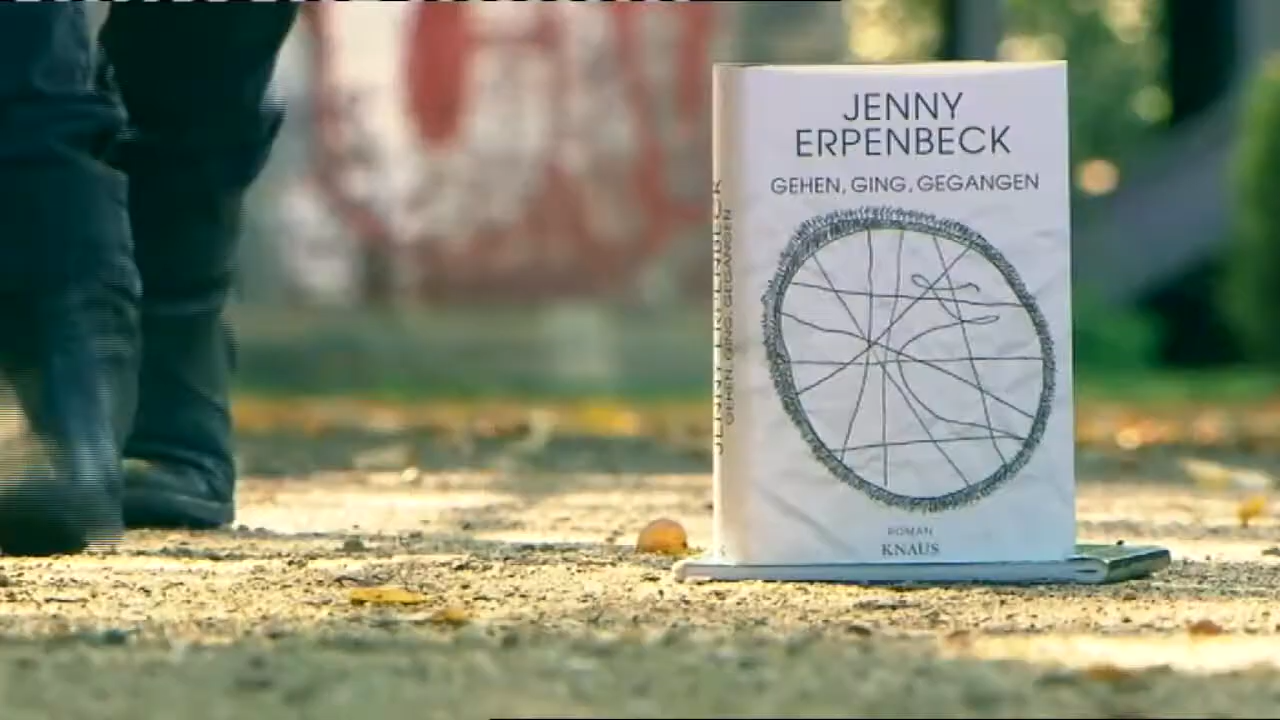 JENNY
ERPENBECK
GEHEN, GING, GEGANGEN
ROMAN
KNAUS
JENNY ERPENBECK
GEHEN, GING, GEGANGEN